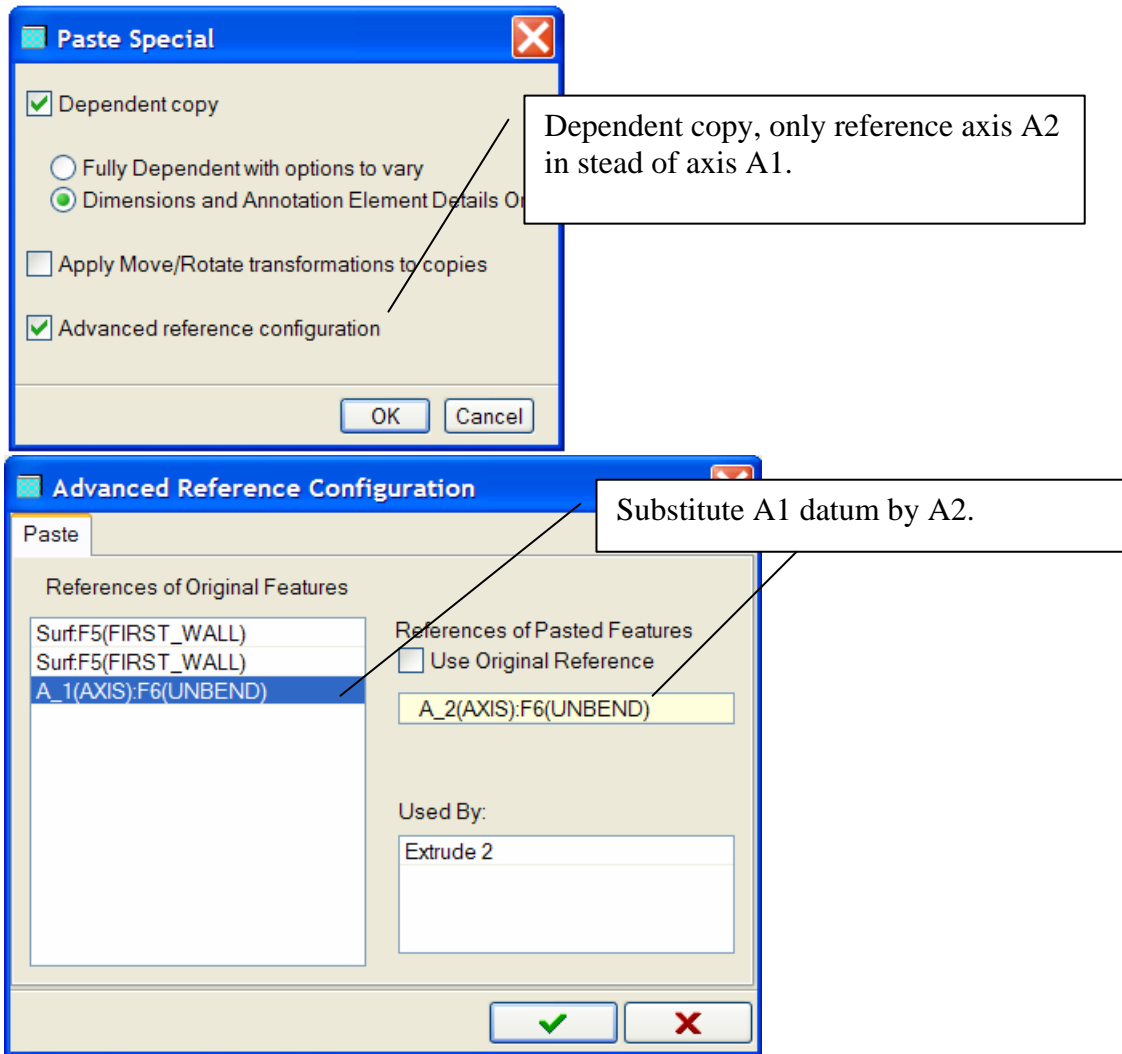 Paste Special
Dependent copy
Dependent copy, only reference axis A2
in stead of axis A1.
Fully Dependent with options to vary
Dimensions and Annotation Element Details
Apply Move/Rotate transformations to copies
Advanced reference configuration
OK
Cancel
Advanced Reference Configuration
Substitute A1 datum by A2.
Paste
References of Original Features
Surf:F5(FIRST_WALL)
Surf:F5(FIRST_WALL)
A_1(AXIS):F6(UNBEND)
References of Pasted Features
Use Original Reference
A_2(AXIS):F6(UNBEND)
Used By:
Extrude 2